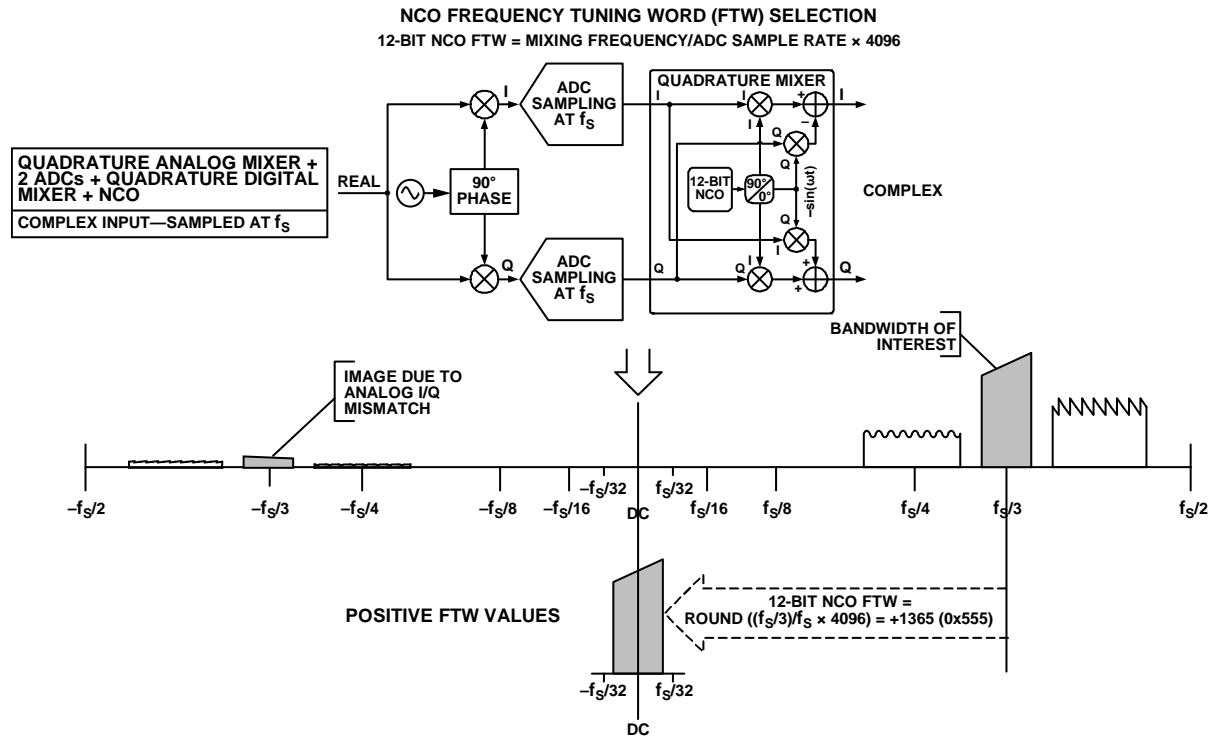 NCO FREQUENCY TUNING WORD (FTW) SELECTION
12-BIT NCO FTW = MIXING FREQUENCY/ADC SAMPLE RATE × 4096
QUADRATURE ANALOG MIXER +
2 ADCs + QUADRATURE DIGITAL
MIXER + NCO
COMPLEX INPUT—SAMPLED AT fS
REAL
90°
PHASE
I
Q
ADC
SAMPLING
AT fS
ADC
SAMPLING
AT fS
QUADRATURE MIXER
I
I
+
I
−
Q
Q
12-BIT
NCO
90°
0°
−sin(ωt)
Q
I
I
+
Q
Q
+
Q
COMPLEX
BANDWIDTH OF
INTEREST
IMAGE DUE TO
ANALOG I/Q
MISMATCH
−fS/2
−fS/3
−fS/4
−fS/8
−fS/16
−fS/32
DC
fS/32
fS/16
fS/8
fS/4
fS/3
fS/2
POSITIVE FTW VALUES
12-BIT NCO FTW =
ROUND ((fS/3)/fS × 4096) = +1365 (0x555)
−fS/32
fS/32
DC